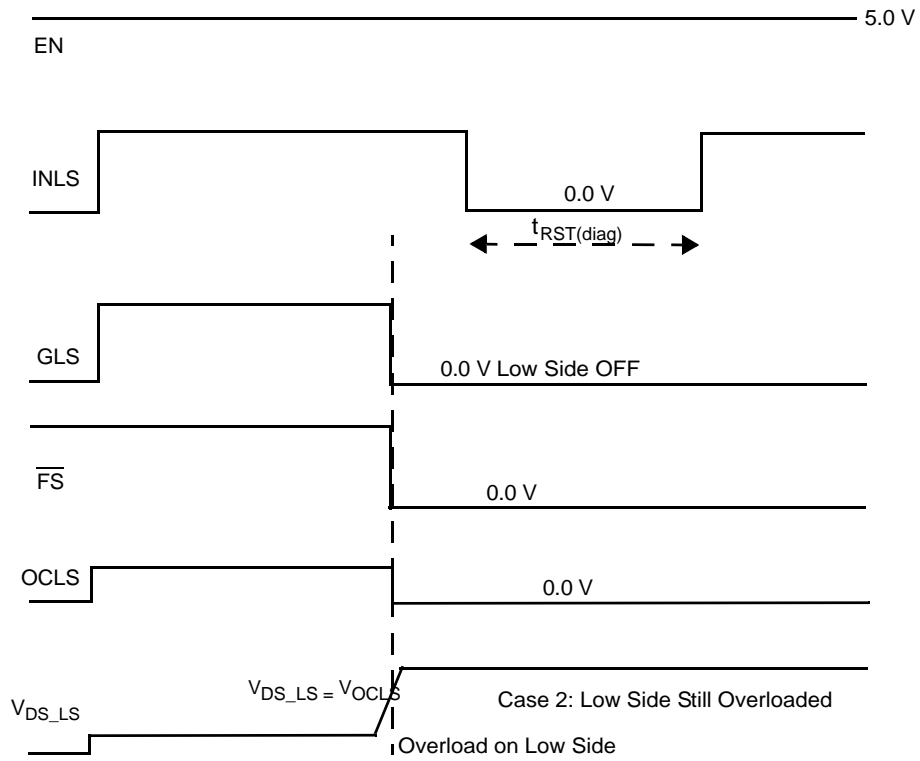 5.0 V
EN
INLS
0.0 V
tRST(diag)
GLS
0.0 V Low Side OFF
FS
0.0 V
OCLS
0.0 V
VDS_LS = VOCLS
Case 2: Low Side Still Overloaded
VDS_LS
Overload on Low Side